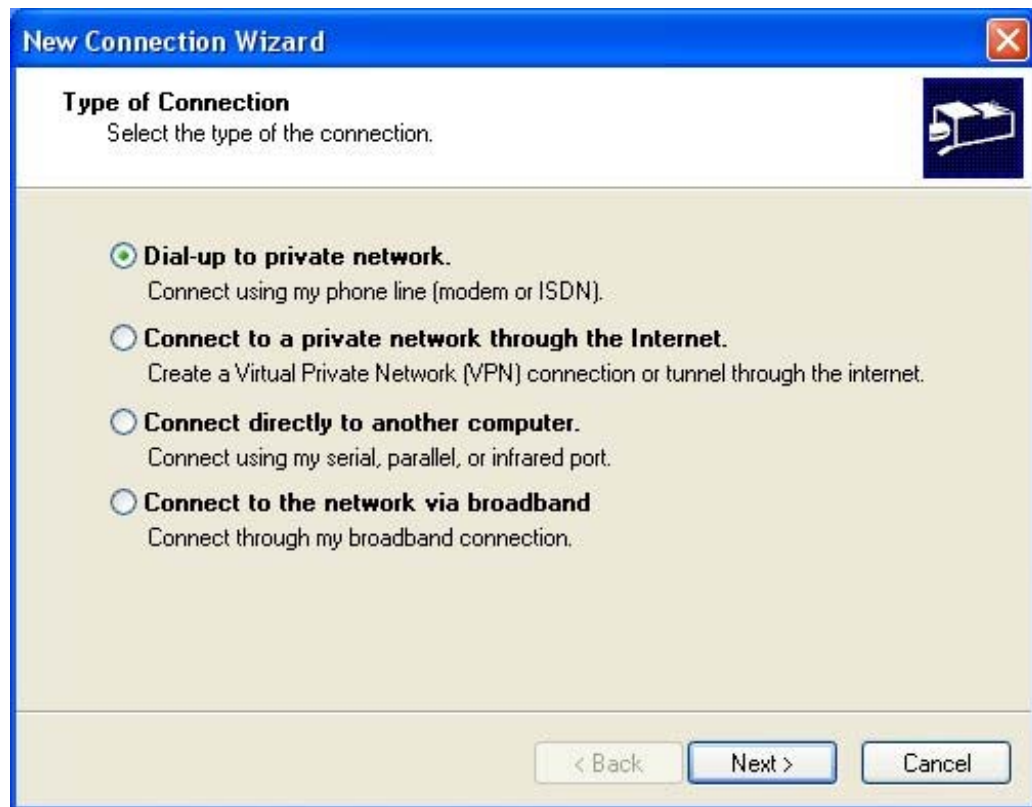 New Connection Wizard
Type of Connection
Select the type of the connection.
Dial-up to private network.
Connect using my phone line (modem or ISDN).
Connect to a private network through the Internet.
Create a Virtual Private Network (VPN) connection or tunnel through the internet.
Connect directly to another computer.
Connect using my serial, parallel, or infrared port.
Connect to the network via broadband
Connect through my broadband connection.
< Back Next > Cancel